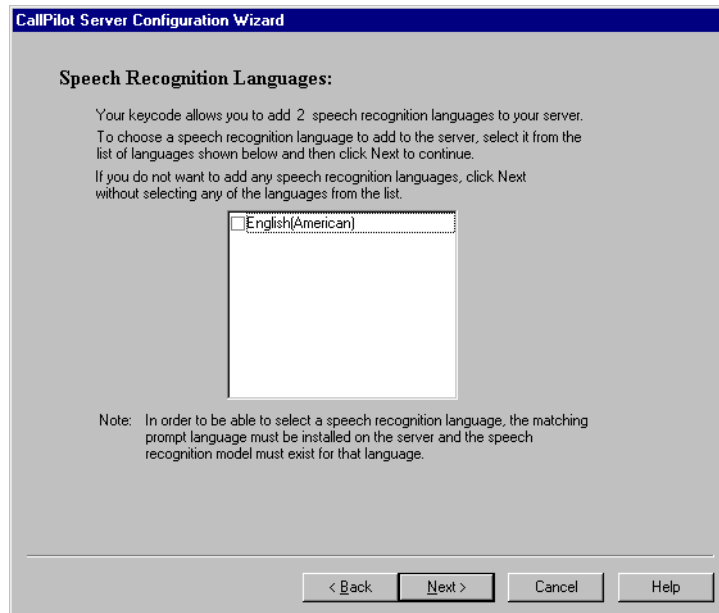 CallPilot Server Configuration Wizard
Speech Recognition Languages:
Your keycode allows you to add 2 speech recognition languages to your server.
To choose a speech recognition language to add to the server, select it from the
list of languages shown below and then click Next to continue.
If you do not want to add any speech recognition languages, click Next
without selecting any of the languages from the list.
English(American)
Note: In order to be able to select a speech recognition language, the matching
prompt language must be installed on the server and the speech
recognition model must exist for that language.
< Back Next > Cancel Help